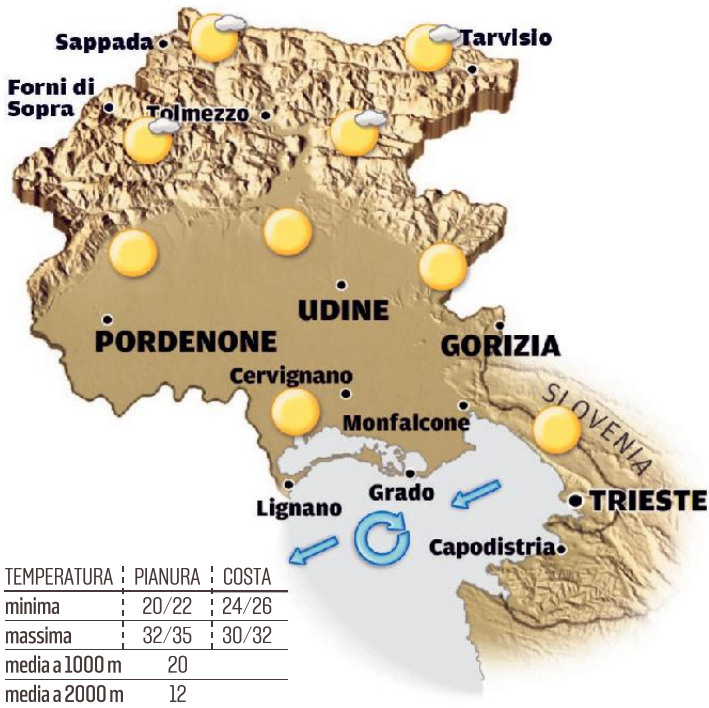 Sappada
Tarvisio
Forni di
Sopra
Tolmezzo
UDINE
PORDENONE
GORIZIA
Cervignano
SLOVENIA
Monfalcone
Lignano
Grado
TRIESTE
Capodistria
TEMPERATURA PIANURA COSTA
minima 20/22 24/26
massima 32/35 30/32
media a 1000 m 20
media a 2000 m 12